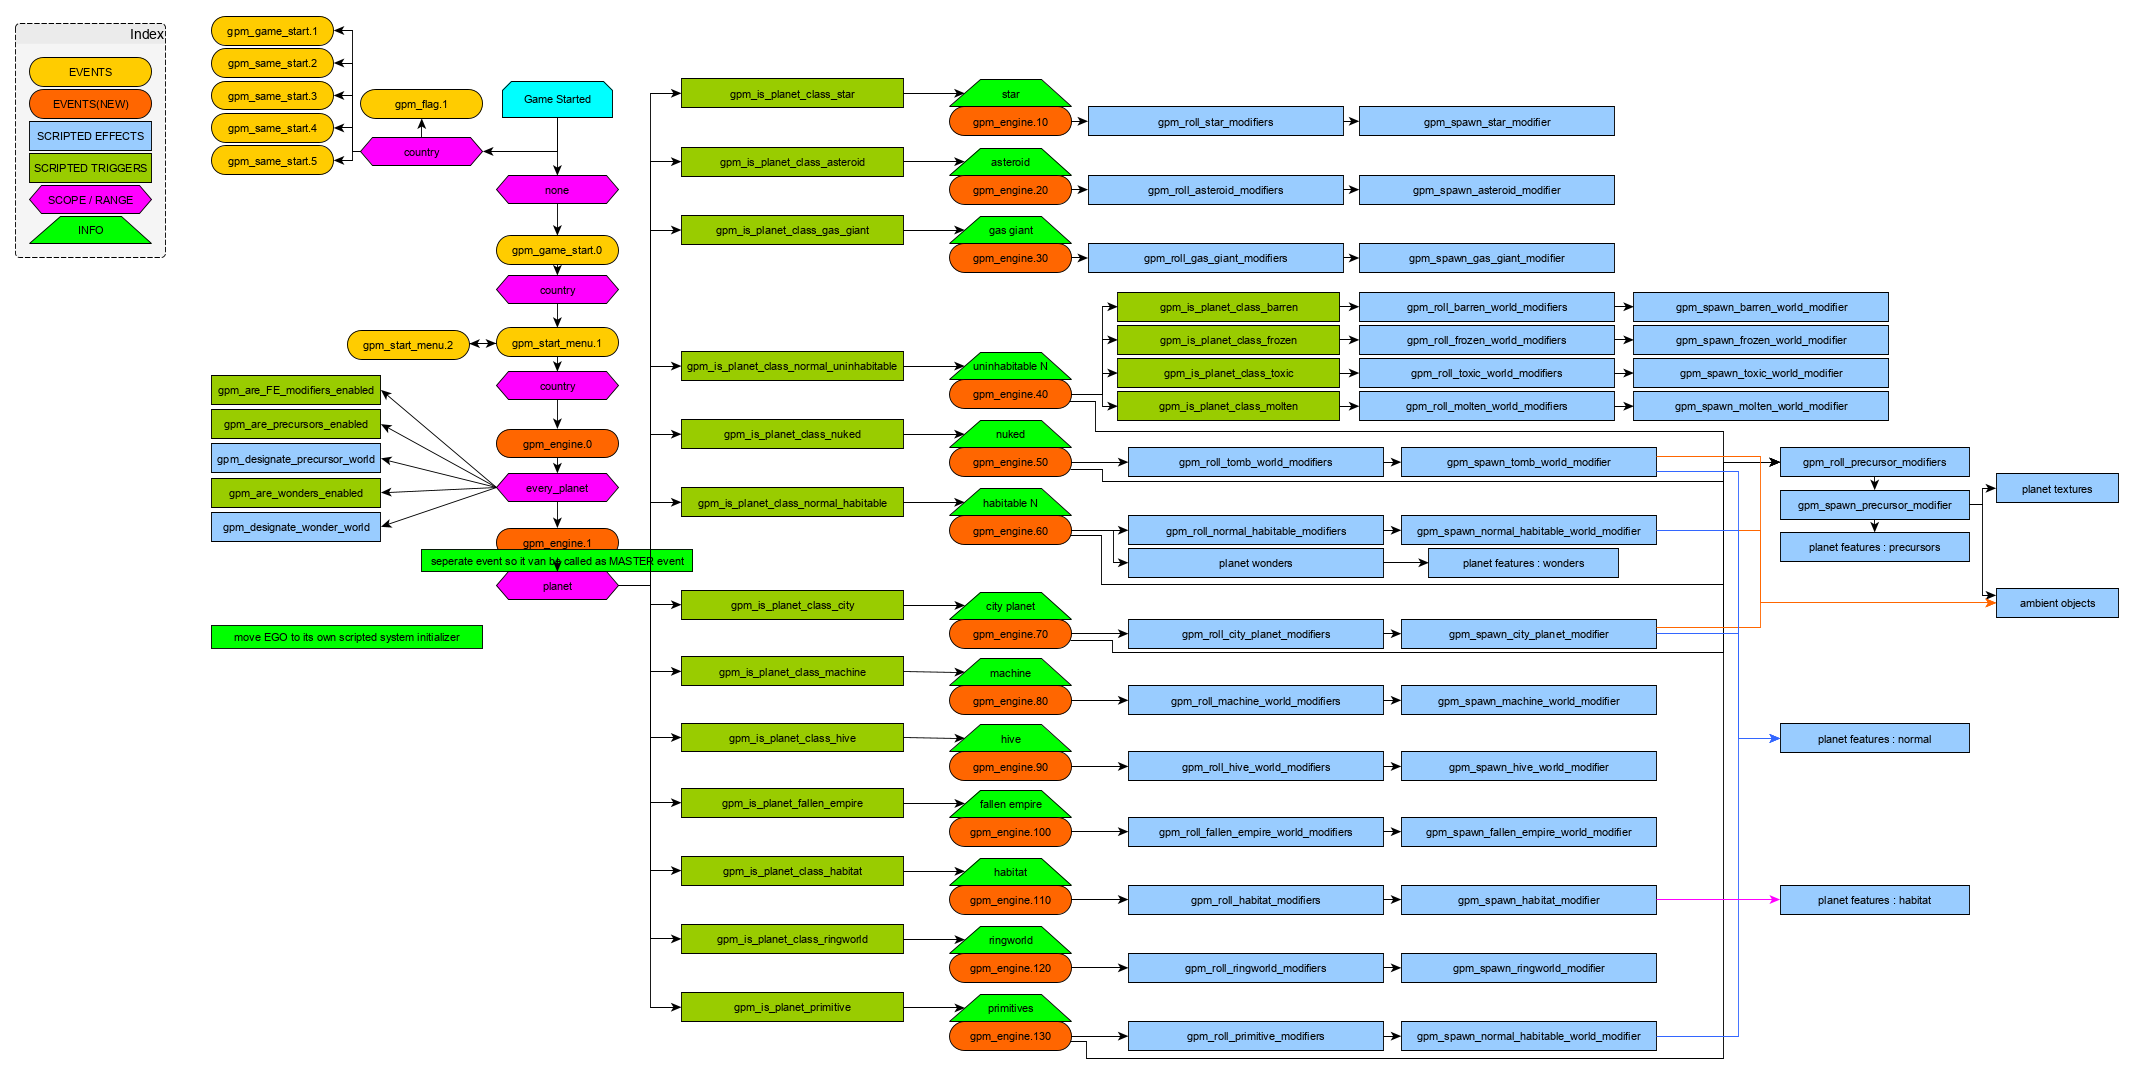 Index
EVENTS
EVENTS(NEW)
SCRIPTED EFFECTS
SCRIPTED TRIGGERS
SCOPE / RANGE
INFO
gpm_game_start.1
gpm_same_start.2
gpm_same_start.3
gpm_same_start.4
gpm_same_start.5
gpm_flag.1
country
Game Started
none
gpm_game_start.0
country
gpm_start_menu.2
gpm_start_menu.1
country
gpm_engine.0
every_planet
gpm_are_FE_modifiers_enabled
gpm_are_precursors_enabled
gpm_designate_precursor_world
gpm_are_wonders_enabled
gpm_designate_wonder_world
gpm_engine.1
seperate event so it van be called as MASTER event
planet
move EGO to its own scripted system initializer
gpm_is_planet_class_star
star
gpm_engine.10
gpm_roll_star_modifiers
gpm_spawn_star_modifier
gpm_is_planet_class_asteroid
asteroid
gpm_engine.20
gpm_roll_asteroid_modifiers
gpm_spawn_asteroid_modifier
gpm_is_planet_class_gas_giant
gas giant
gpm_engine.30
gpm_roll_gas_giant_modifiers
gpm_spawn_gas_giant_modifier
gpm_is_planet_class_normal_uninhabitable
uninhabitable N
gpm_engine.40
gpm_is_planet_class_barren
gpm_roll_barren_world_modifiers
gpm_spawn_barren_world_modifier
gpm_is_planet_class_frozen
gpm_roll_frozen_world_modifiers
gpm_spawn_frozen_world_modifier
gpm_is_planet_class_toxic
gpm_roll_toxic_world_modifiers
gpm_spawn_toxic_world_modifier
gpm_is_planet_class_molten
gpm_roll_molten_world_modifiers
gpm_spawn_molten_world_modifier
gpm_is_planet_class_nuked
nuked
gpm_engine.50
gpm_roll_tomb_world_modifiers
gpm_spawn_tomb_world_modifier
gpm_roll_precursor_modifiers
gpm_spawn_precursor_modifier
planet features : precursors
planet textures
ambient objects
gpm_is_planet_class_normal_habitable
habitable N
gpm_engine.60
gpm_roll_normal_habitable_modifiers
gpm_spawn_normal_habitable_world_modifier
planet wonders
planet features : wonders
gpm_is_planet_class_city
city planet
gpm_engine.70
gpm_roll_city_planet_modifiers
gpm_spawn_city_planet_modifier
gpm_is_planet_class_machine
machine
gpm_engine.80
gpm_roll_machine_world_modifiers
gpm_spawn_machine_world_modifier
gpm_is_planet_class_hive
hive
gpm_engine.90
gpm_roll_hive_world_modifiers
gpm_spawn_hive_world_modifier
planet features : normal
gpm_is_planet_fallen_empire
fallen empire
gpm_engine.100
gpm_roll_fallen_empire_world_modifiers
gpm_spawn_fallen_empire_world_modifier
gpm_is_planet_class_habitat
habitat
gpm_engine.110
gpm_roll_habitat_modifiers
gpm_spawn_habitat_modifier
planet features : habitat
gpm_is_planet_class_ringworld
ringworld
gpm_engine.120
gpm_roll_ringworld_modifiers
gpm_spawn_ringworld_modifier
gpm_is_planet_primitive
primitives
gpm_engine.130
gpm_roll_primitive_modifiers
gpm_spawn_normal_habitable_world_modifier